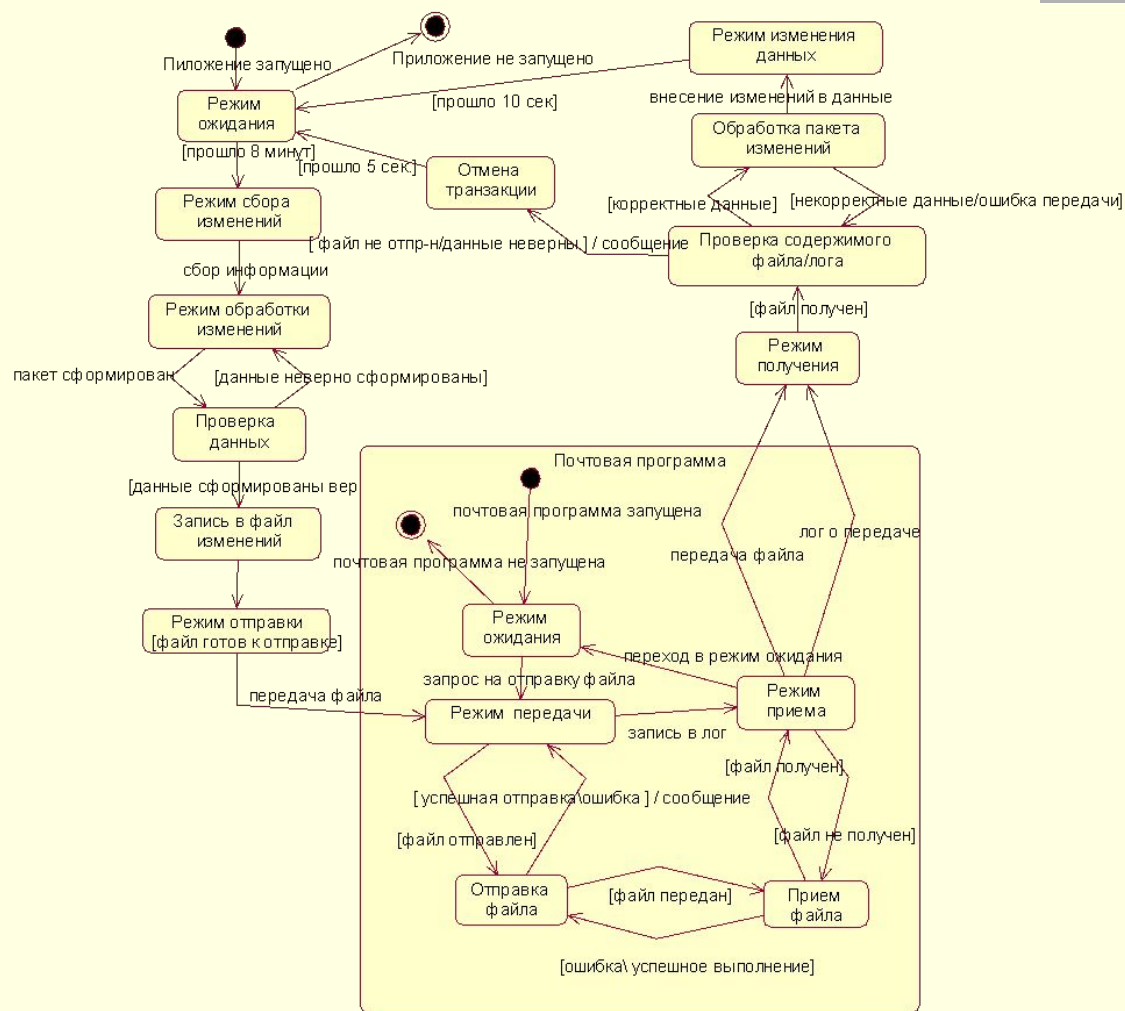 Пиложение запущено
Приложение не запущено
Режим изменения
данных
Режим
ожидания
[прошло 10 сек]
внесение изменений в данные
Обработка пакета
изменений
[прошло 8 минут]
[прошло 5 сек.]
Отмена
транзакции
Режим сбора
изменений
[корректные данные]
[некорректные данные/ошибка передачи]
[ файл не отпр-н/данные неверны ] / сообщение
Проверка содержимого
файла/лога
сбор информации
Режим обработки
изменений
[файл получен]
Режим
получения
пакет сформирован
[данные неверно сформированы]
Проверка
данных
Почтовая программа
[данные сформированы вер
почтовая программа запущена
Запись в файл
изменений
лог о передаче
передача файла
почтовая программа не запущена
Режим отправки
[файл готов к отправке]
Режим
ожидания
переход в режим ожидания
запрос на отправку файла
передача файла
Режим передачи
Режим
приема
запись в лог
[файл получен]
[ успешная отправка\ошибка ] / сообщение
[файл отправлен]
[файл не получен]
Отправка
файла
[файл передан]
Прием
файла
[ошибка\ успешное выполнение]